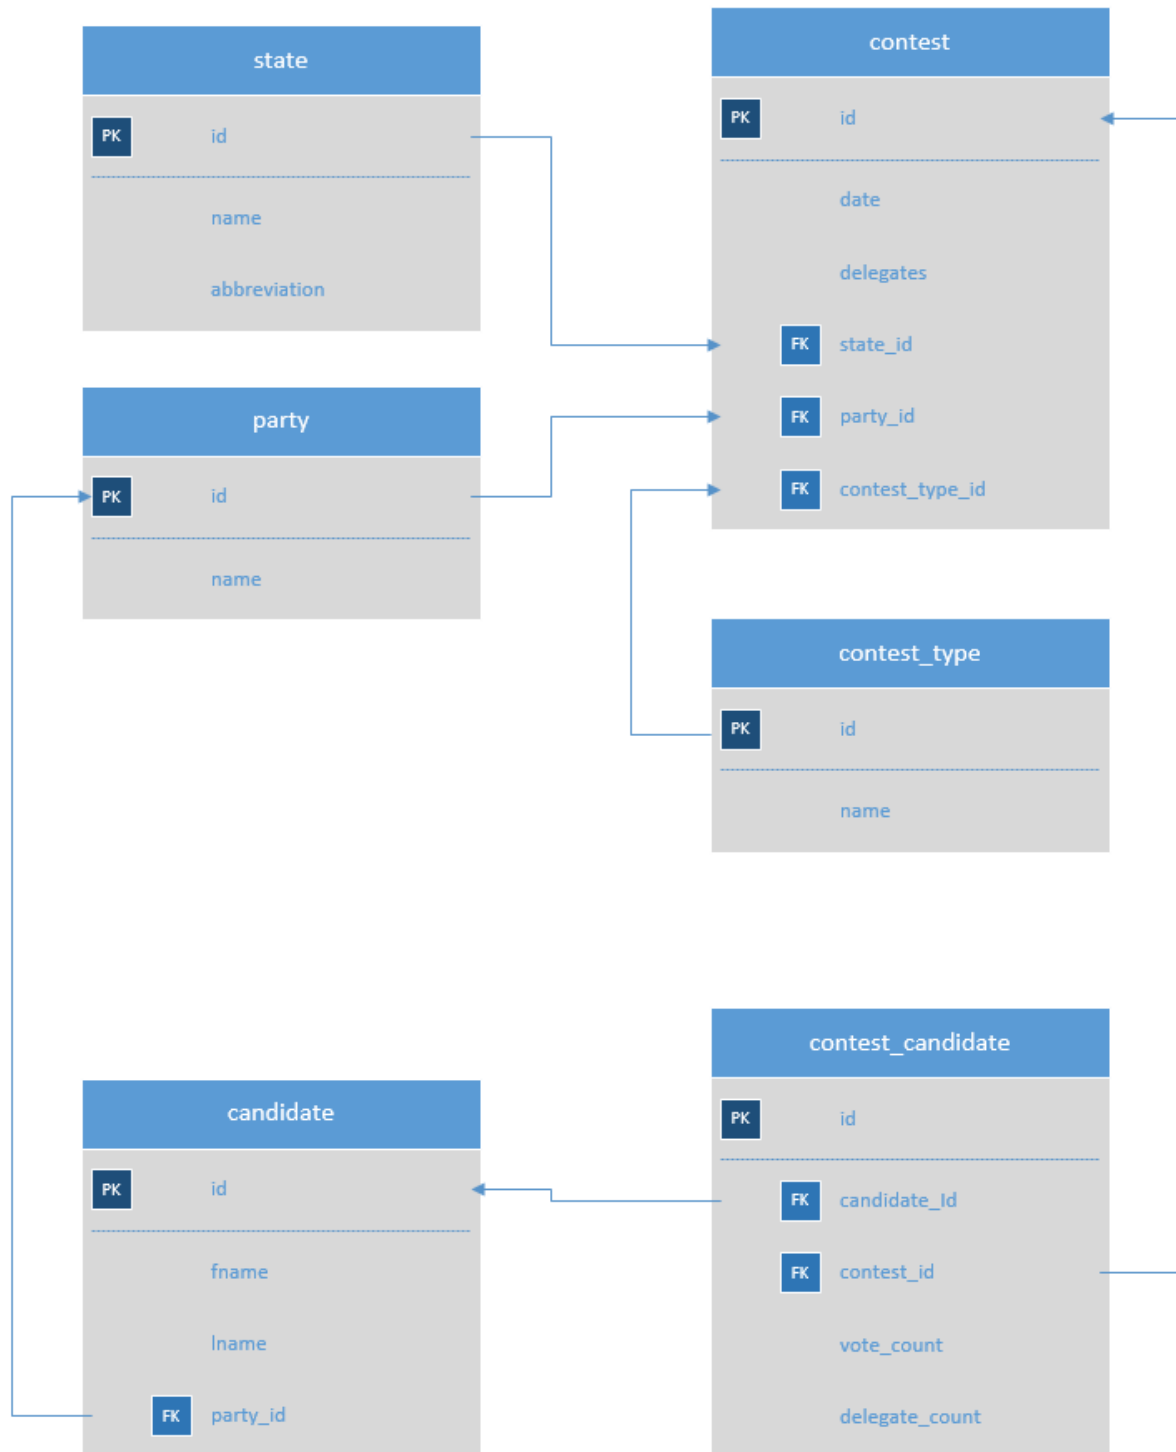 state
PK id
name
abbreviation
contest
PK id
date
delegates
FK state_id
FK party_id
FK contest_type_id
party
PK id
name
contest_type
PK id
name
candidate
PK id
fname
lname
FK party_id
contest_candidate
PK id
FK candidate_Id
FK contest_id
vote_count
delegate_count